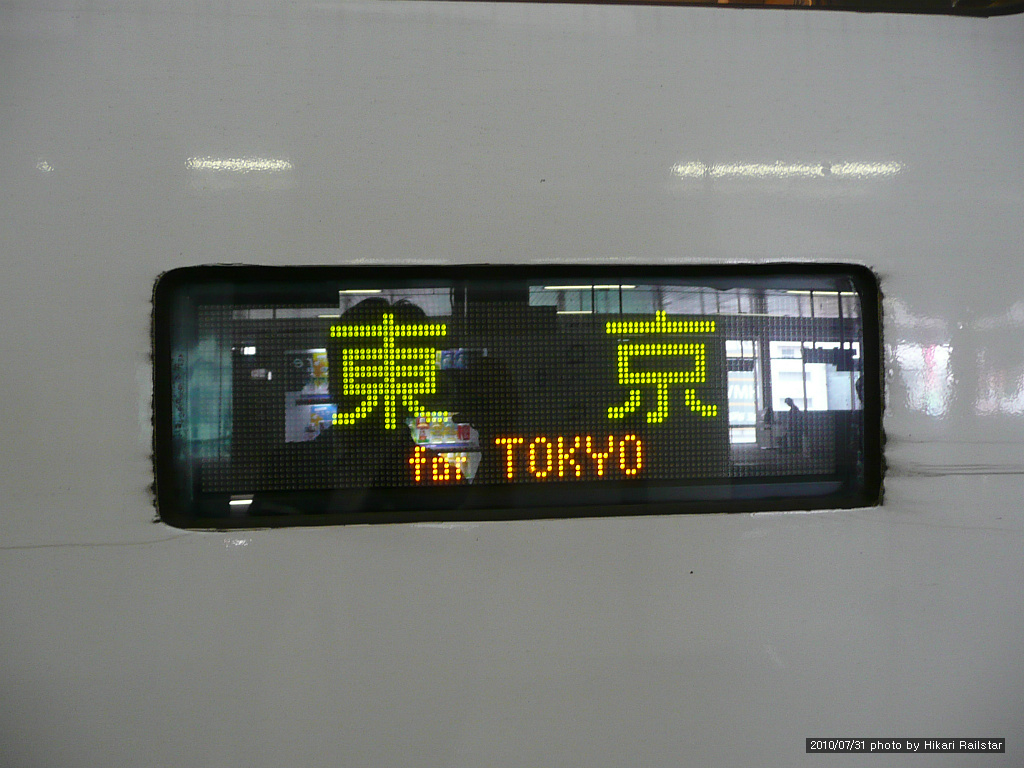 東京
for TOKYO
2010/07/31 photo by Hikari Railstar